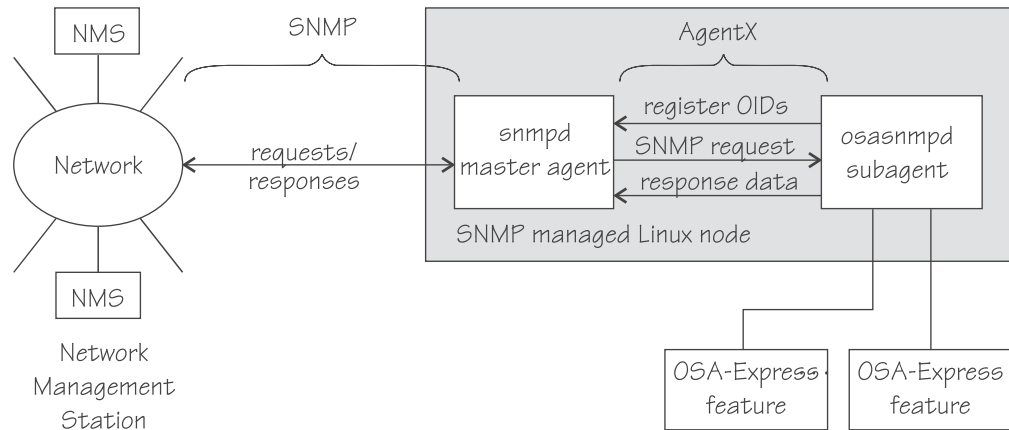 NMS
SNMP
AgentX
Network
requests/
responses
snmpd
master agent
register OIDs
SNMP request
response data
osasnmpd
subagent
SNMP managed Linux node
NMS
Network
Management
Station
OSA-Express
feature
OSA-Express
feature